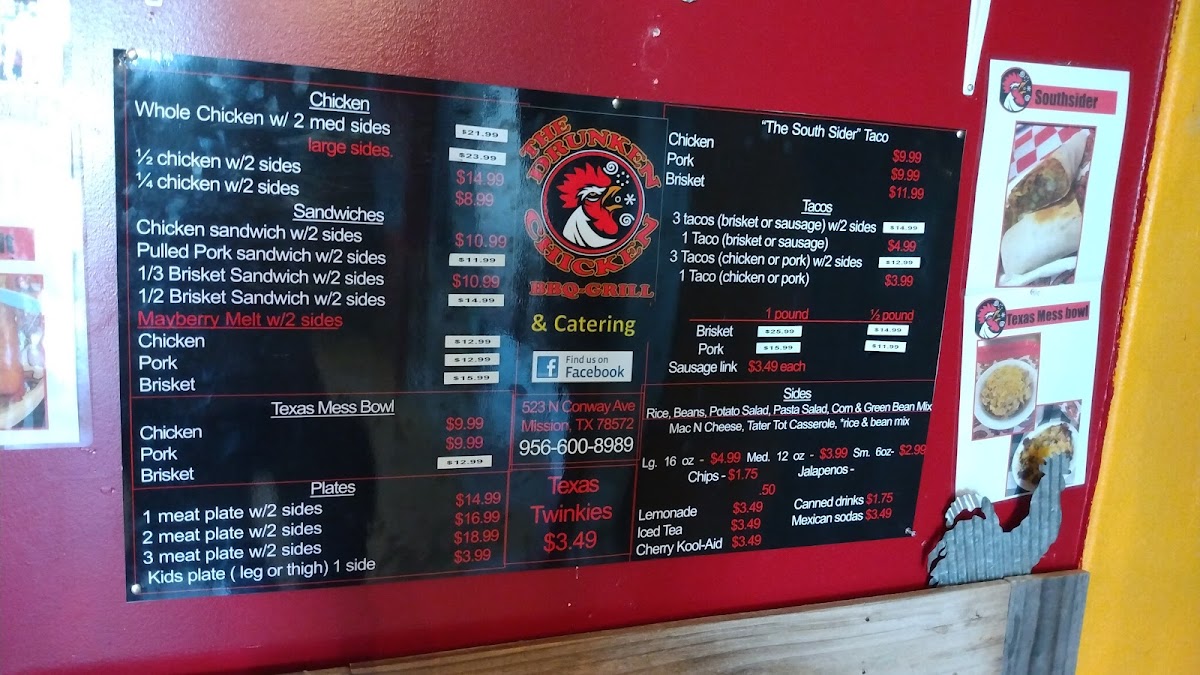 Chicken
Whole Chicken w/ 2 med sides $21.99
large sides. $23.99
½ chicken w/2 sides $14.99
¼ chicken w/2 sides $8.99
Sandwiches
Chicken sandwich w/2 sides $10.99
Pulled Pork sandwich w/2 sides $11.99
1/3 Brisket Sandwich w/2 sides $10.99
1/2 Brisket Sandwich w/2 sides $14.99
Mayberry Melt w/2 sides
Chicken $12.99
Pork $12.99
Brisket $15.99
Texas Mess Bowl
Chicken $9.99
Pork $9.99
Brisket $12.99
Plates
1 meat plate w/2 sides $14.99
2 meat plate w/2 sides $16.99
3 meat plate w/2 sides $18.99
Kids plate ( leg or thigh) 1 side $3.99
THE
DRUNKEN
CHICKEN
BBQ-GRILL
& Catering
f Find us on
Facebook
523 N Conway Ave
Mission, TX 78572
956-600-8989
Texas
Twinkies
$3.49
"The South Sider" Taco
Chicken $9.99
Pork $9.99
Brisket $11.99
Tacos
3 tacos (brisket or sausage) w/2 sides $14.99
1 Taco (brisket or sausage) $4.99
3 Tacos (chicken or pork) w/2 sides $12.99
1 Taco (chicken or pork) $3.99
1 pound ½ pound
Brisket $25.99 $14.99
Pork $15.99 $11.99
Sausage link $3.49 each
Sides
Rice, Beans, Potato Salad, Pasta Salad, Corn & Green Bean Mix
Mac N Cheese, Tater Tot Casserole, *rice & bean mix
Lg. 16 oz - $4.99 Med. 12 oz - $3.99 Sm. 6oz- $2.99
Chips - $1.75 Jalapenos -
.50
Lemonade $3.49 Canned drinks $1.75
Iced Tea $3.49 Mexican sodas $3.49
Cherry Kool-Aid $3.49
Southsider
Texas Mess bowl